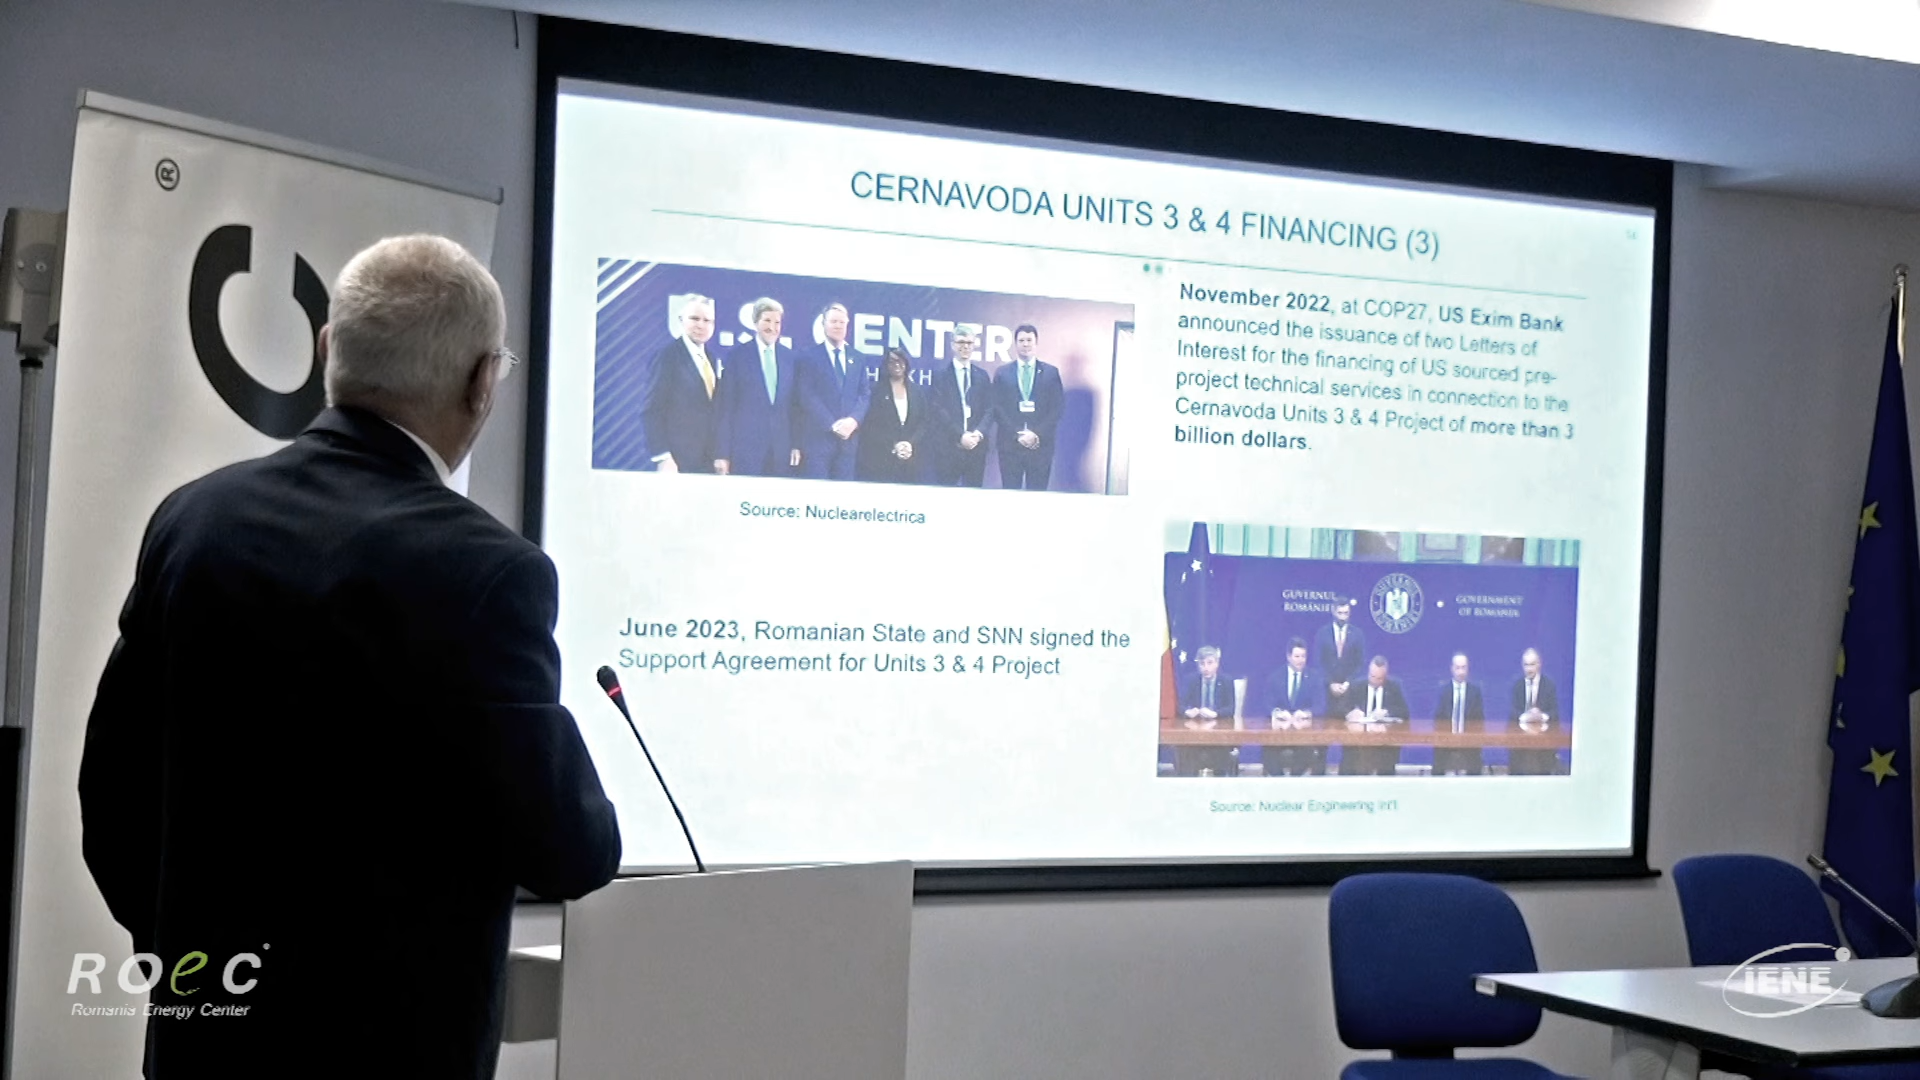 ®
C
CERNAVODA UNITS 3 & 4 FINANCING (3)
U.S. CENTER
November 2022, at COP27, US Exim Bank
announced the issuance of two Letters of
Interest for the financing of US sourced pre-
project technical services in connection to the
Cernavoda Units 3 & 4 Project of more than 3
billion dollars.
Source: Nuclearelectrica
GUVERNUL
ROMÂNIEI
GOVERNMENT
OF ROMANIA
June 2023, Romanian State and SNN signed the
Support Agreement for Units 3 & 4 Project
Source: Nuclear Engineering Int'l
ROeC
Romania Energy Center
IENE